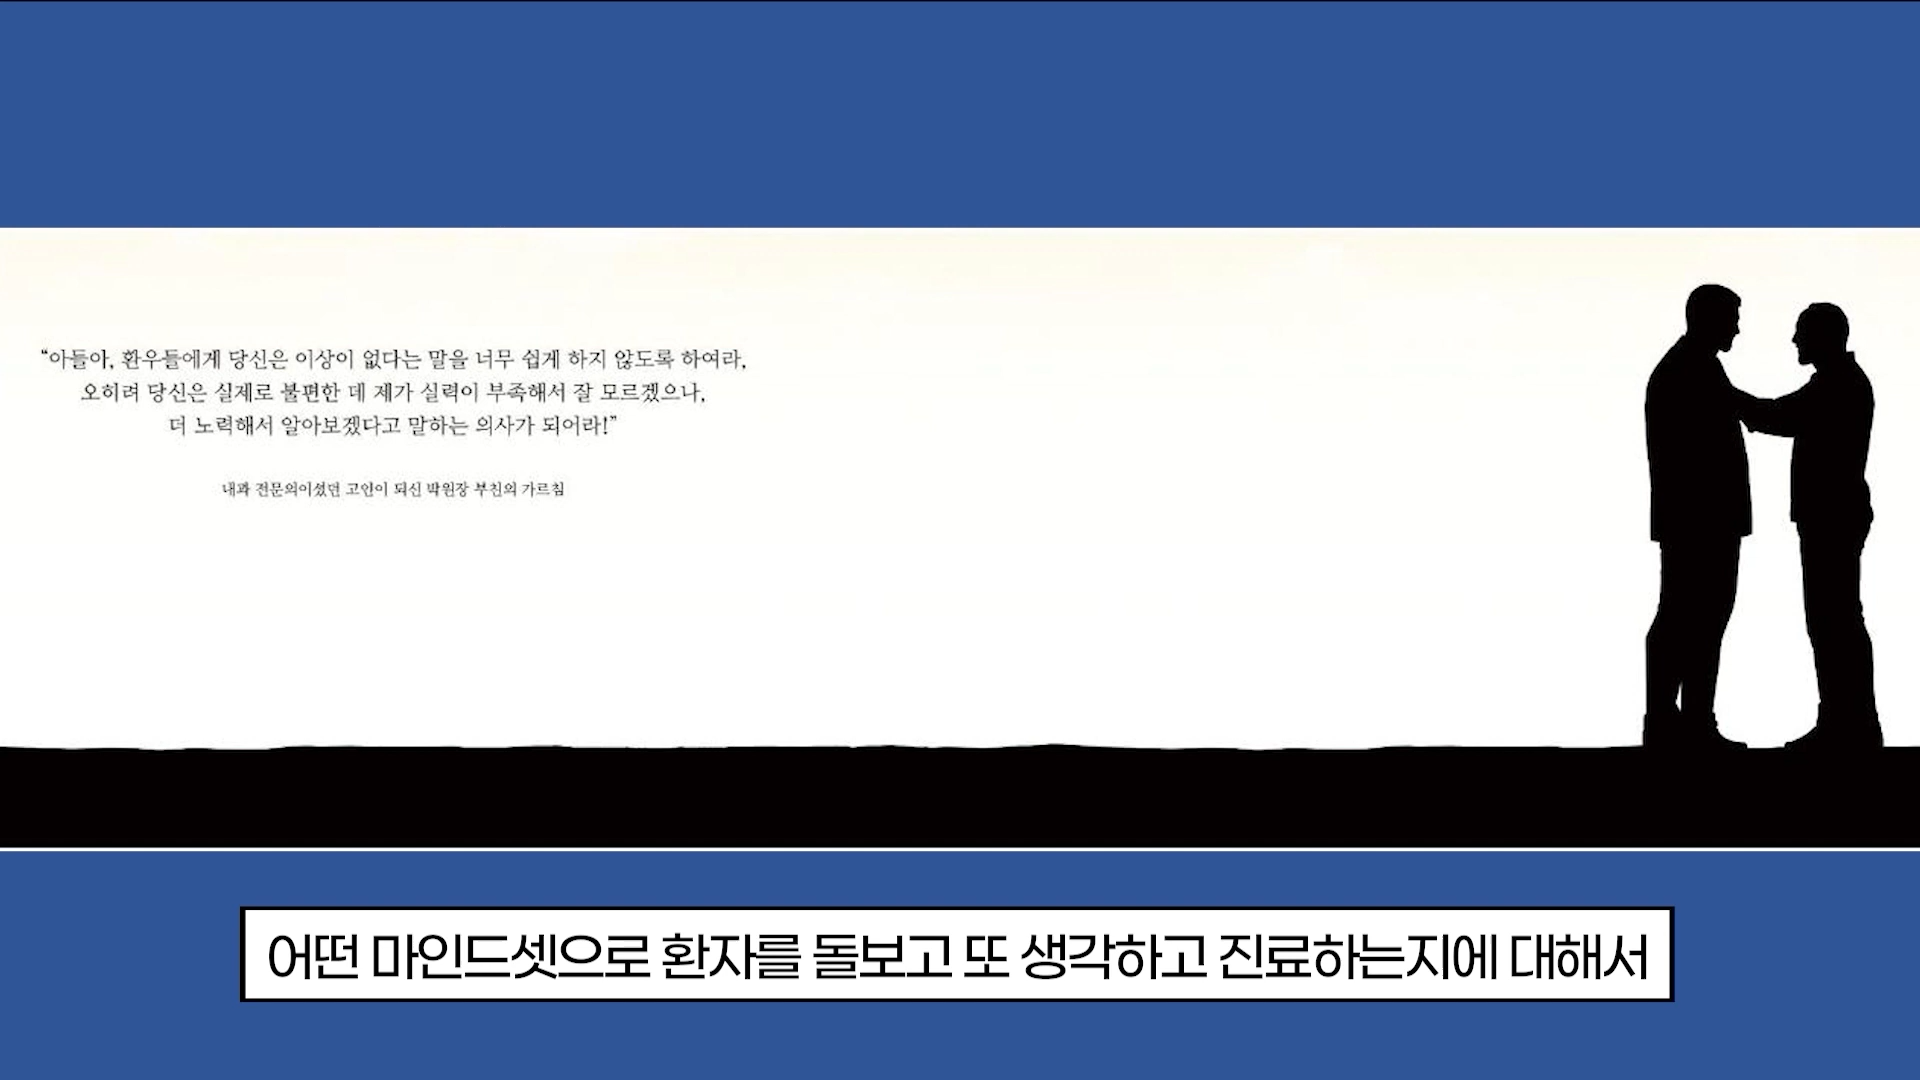 “아들아, 환우들에게 당신은 이상이 없다는 말을 너무 쉽게 하지 않도록 하여라,
오히려 당신은 실제로 불편한 데 제가 실력이 부족해서 잘 모르겠으나,
더 노력해서 알아보겠다고 말하는 의사가 되어라!”
내과 전문의이셨던 고인이 되신 박원장 부친의 가르침
어떤 마인드셋으로 환자를 돌보고 또 생각하고 진료하는지에 대해서